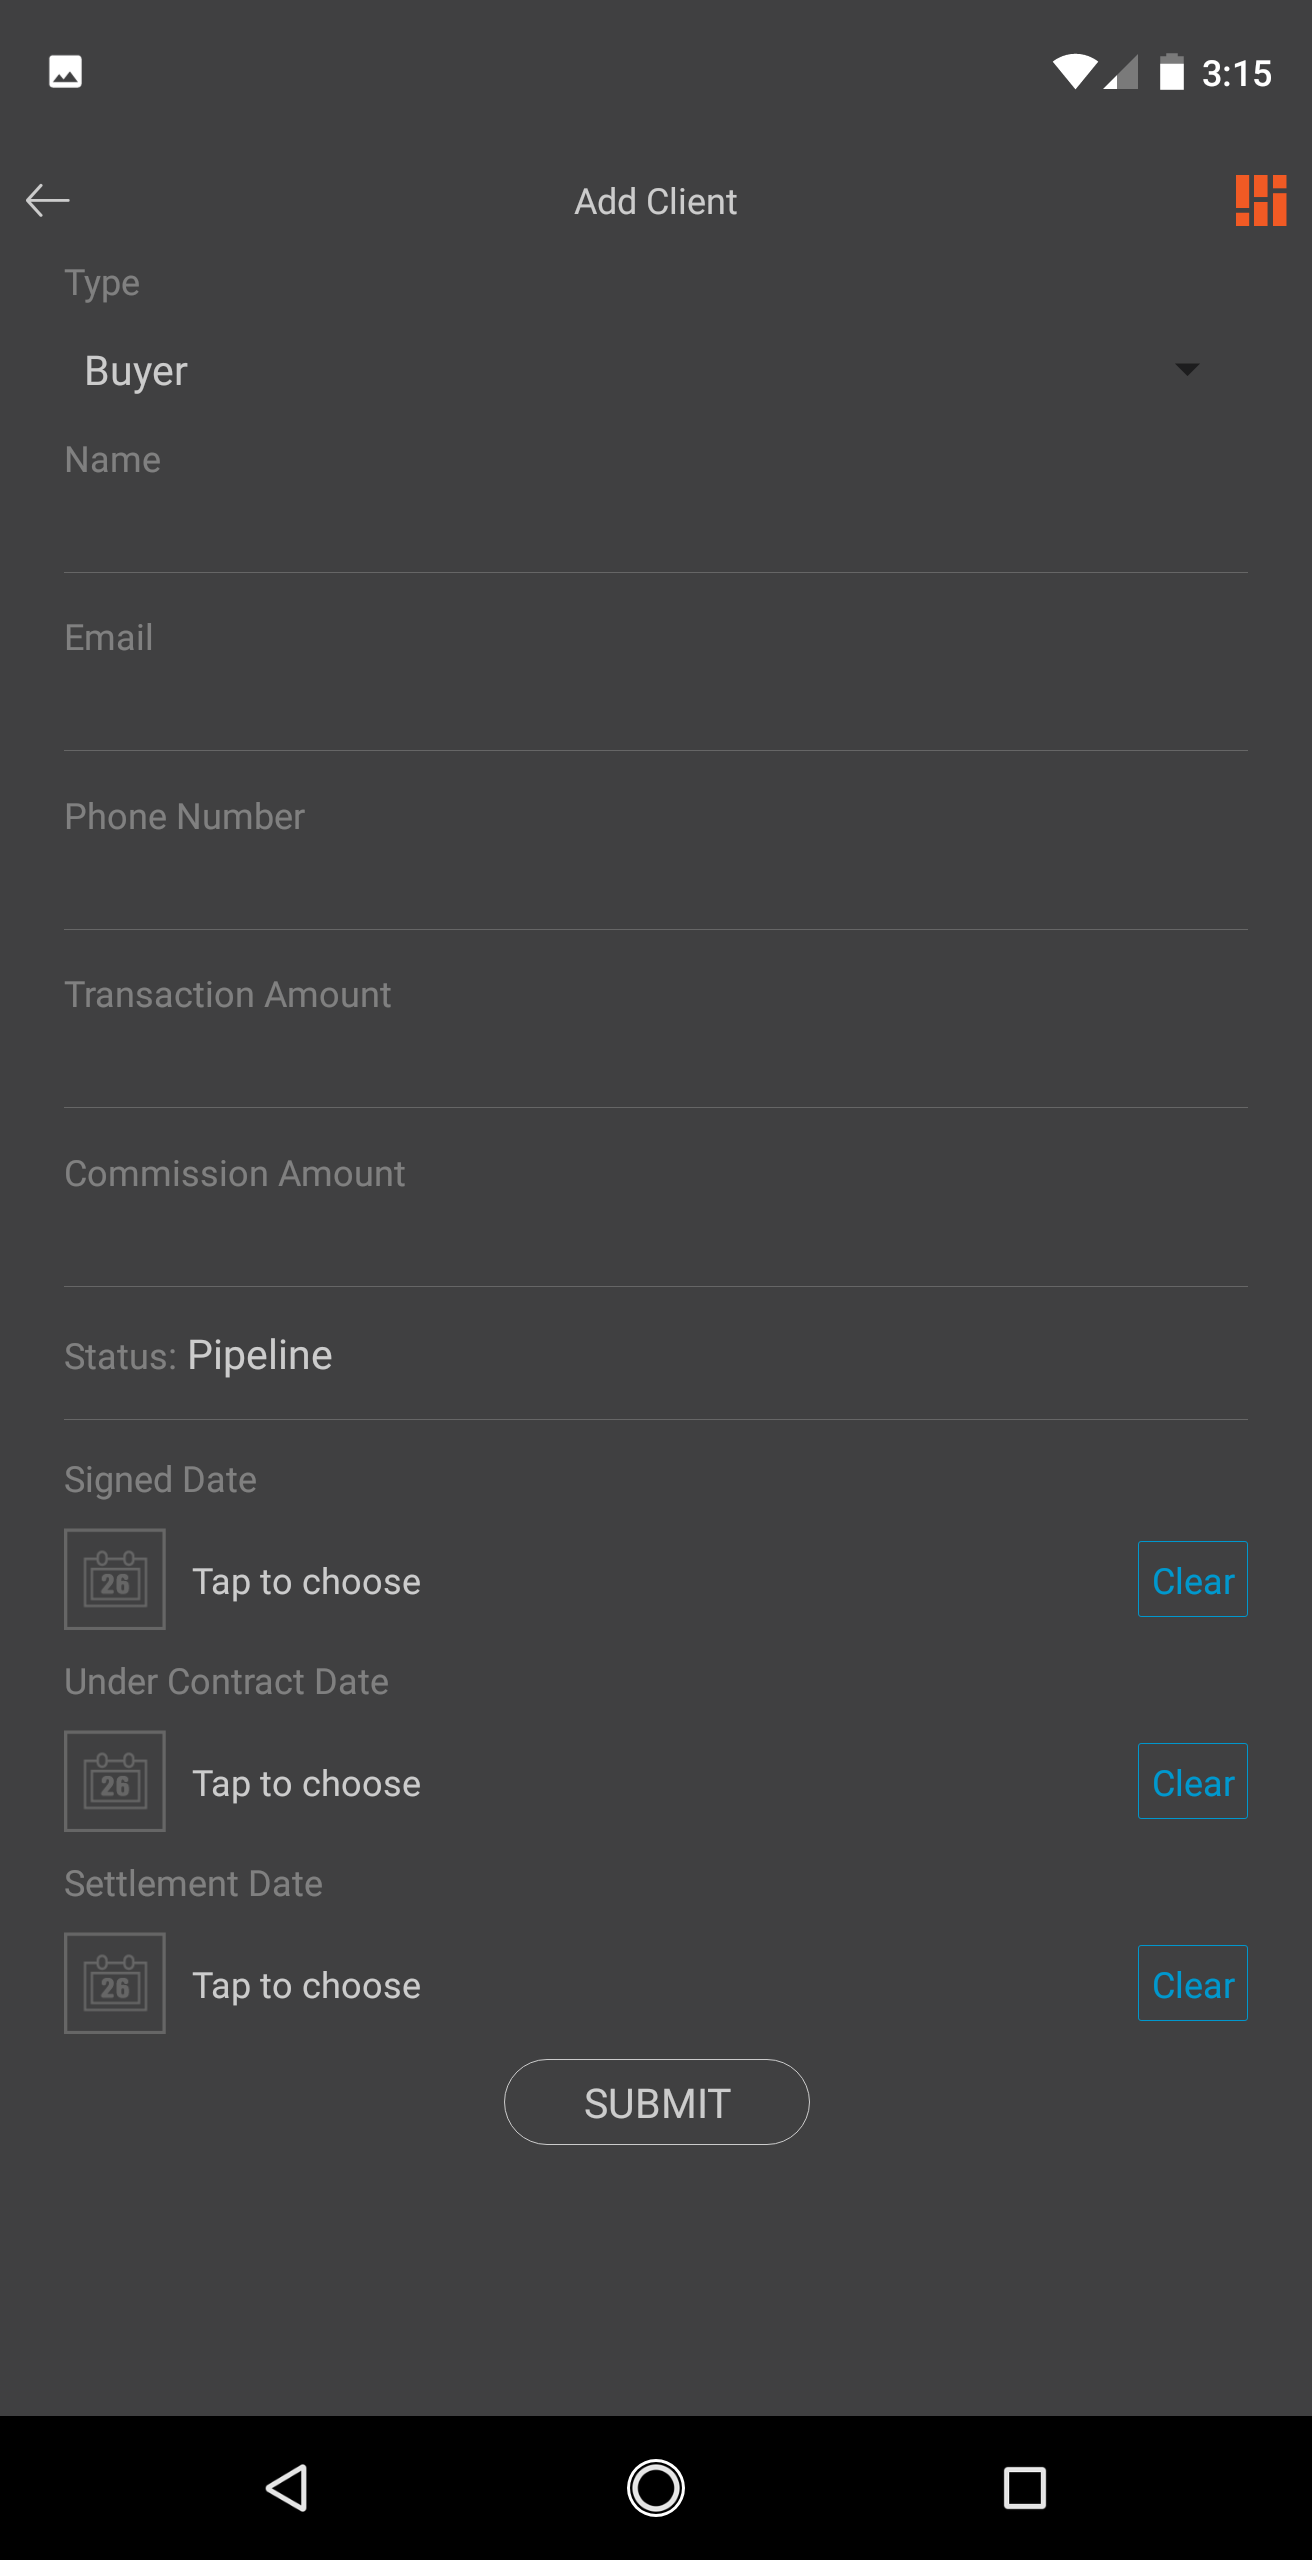 3:15
Add Client
Type
Buyer
Name
Email
Phone Number
Transaction Amount
Commission Amount
Status: Pipeline
Signed Date
26 Tap to choose Clear
Under Contract Date
26 Tap to choose Clear
Settlement Date
26 Tap to choose Clear
SUBMIT